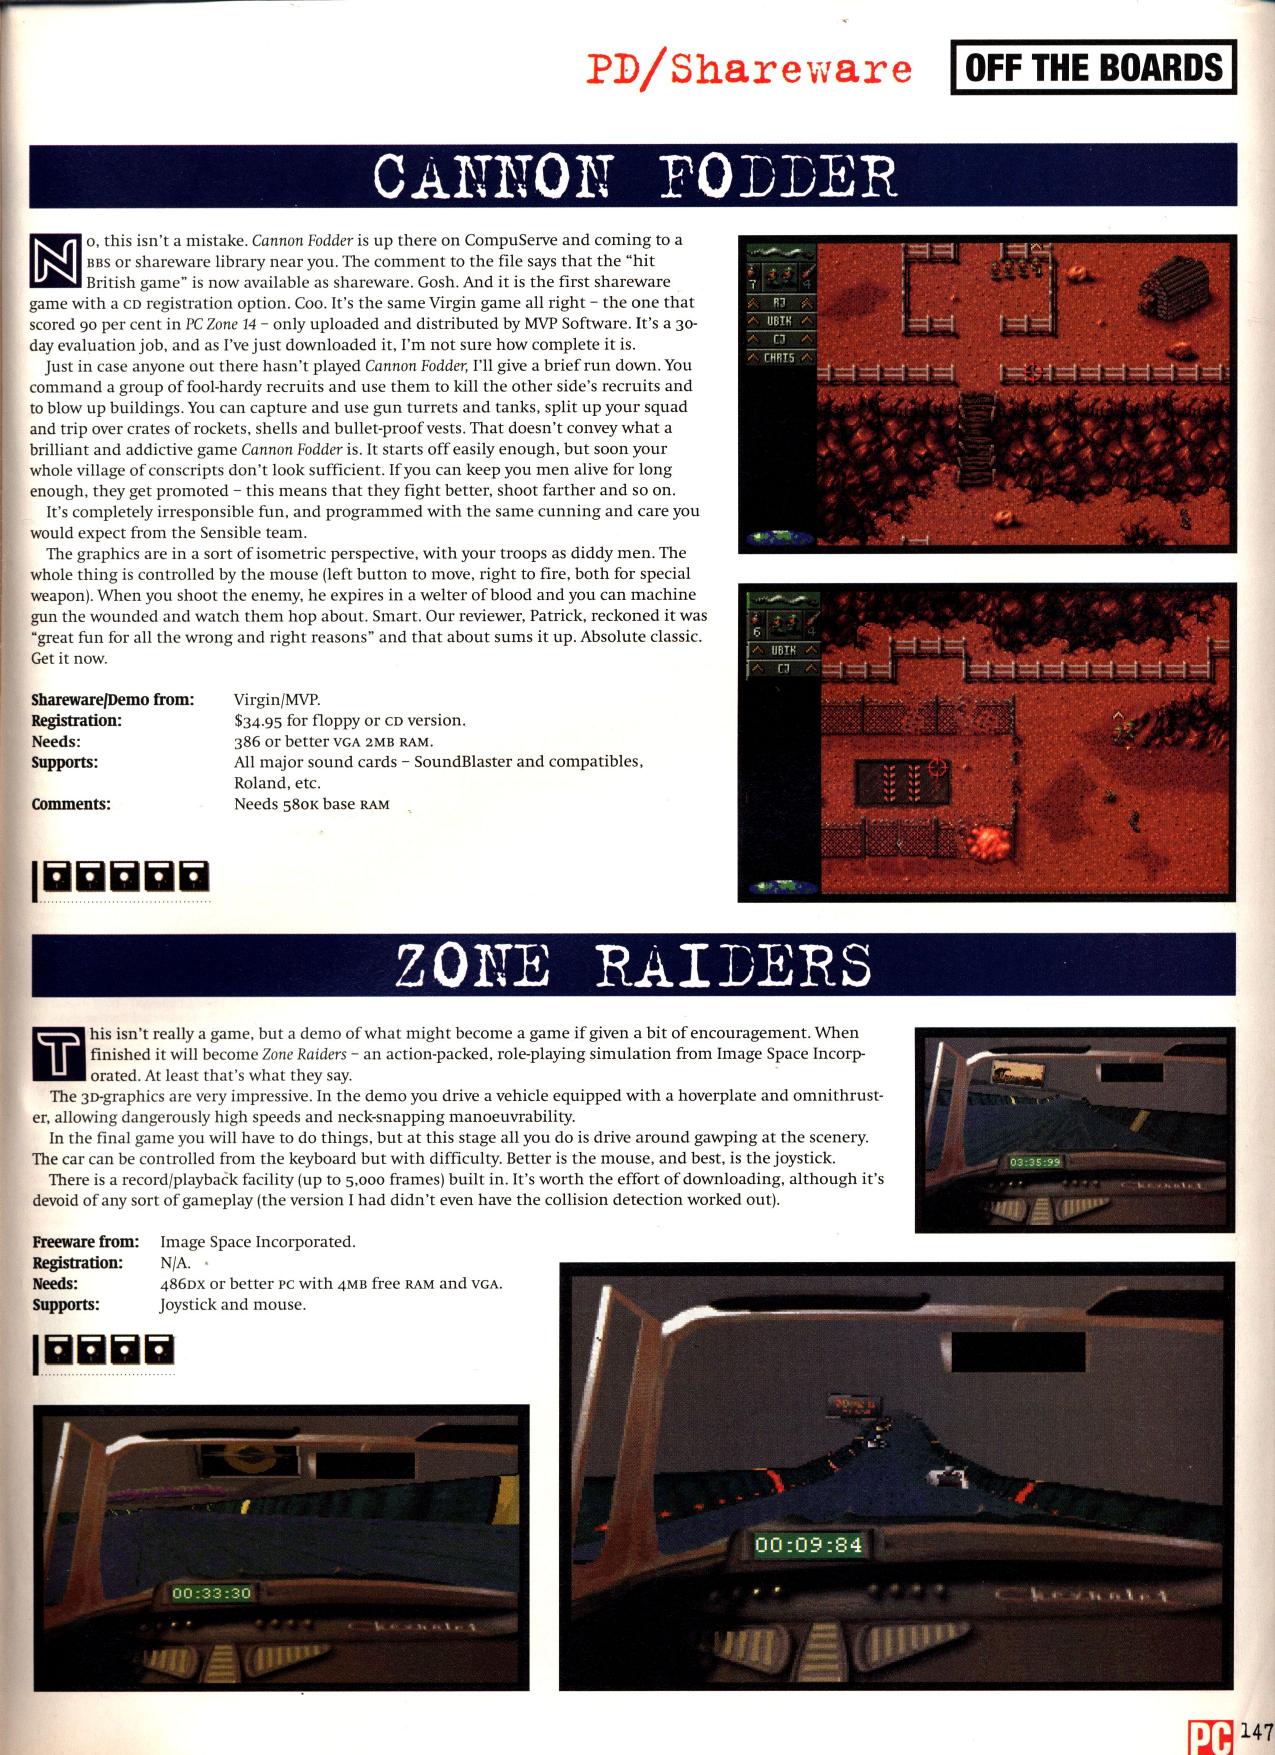 PD/Shareware OFF THE BOARDS
CANNON FODDER
No, this isn't a mistake. Cannon Fodder is up there on CompuServe and coming to a
BBS or shareware library near you. The comment to the file says that the "hit
British game" is now available as shareware. Gosh. And it is the first shareware
game with a CD registration option. Coo. It's the same Virgin game all right – the one that
scored 90 per cent in PC Zone 14 – only uploaded and distributed by MVP Software. It's a 30-
day evaluation job, and as I've just downloaded it, I'm not sure how complete it is.
Just in case anyone out there hasn't played Cannon Fodder, I'll give a brief run down. You
command a group of fool-hardy recruits and use them to kill the other side's recruits and
to blow up buildings. You can capture and use gun turrets and tanks, split up your squad
and trip over crates of rockets, shells and bullet-proof vests. That doesn't convey what a
brilliant and addictive game Cannon Fodder is. It starts off easily enough, but soon your
whole village of conscripts don't look sufficient. If you can keep you men alive for long
enough, they get promoted – this means that they fight better, shoot farther and so on.
It's completely irresponsible fun, and programmed with the same cunning and care you
would expect from the Sensible team.
The graphics are in a sort of isometric perspective, with your troops as diddy men. The
whole thing is controlled by the mouse (left button to move, right to fire, both for special
weapon). When you shoot the enemy, he expires in a welter of blood and you can machine
gun the wounded and watch them hop about. Smart. Our reviewer, Patrick, reckoned it was
"great fun for all the wrong and right reasons" and that about sums it up. Absolute classic.
Get it now.
Shareware/Demo from: Virgin/MVP.
Registration: $34.95 for floppy or CD version.
Needs: 386 or better VGA 2MB RAM.
Supports: All major sound cards – SoundBlaster and compatibles,
Roland, etc.
Comments: Needs 580K base RAM
7 4
RJ
UBIK
CJ
CHRIS
6 4
UBIK
CJ
ZONE RAIDERS
This isn't really a game, but a demo of what might become a game if given a bit of encouragement. When
finished it will become Zone Raiders – an action-packed, role-playing simulation from Image Space Incorp-
orated. At least that's what they say.
The 3D-graphics are very impressive. In the demo you drive a vehicle equipped with a hoverplate and omnithrust-
er, allowing dangerously high speeds and neck-snapping manoeuvrability.
In the final game you will have to do things, but at this stage all you do is drive around gawping at the scenery.
The car can be controlled from the keyboard but with difficulty. Better is the mouse, and best, is the joystick.
There is a record/playback facility (up to 5,000 frames) built in. It's worth the effort of downloading, although it's
devoid of any sort of gameplay (the version I had didn't even have the collision detection worked out).
Freeware from: Image Space Incorporated.
Registration: N/A.
Needs: 486DX or better PC with 4MB free RAM and VGA.
Supports: Joystick and mouse.
03:35:99
Chevrolet
00:09:84
Chevrolet
00:33:30
Chevrolet
PC 147